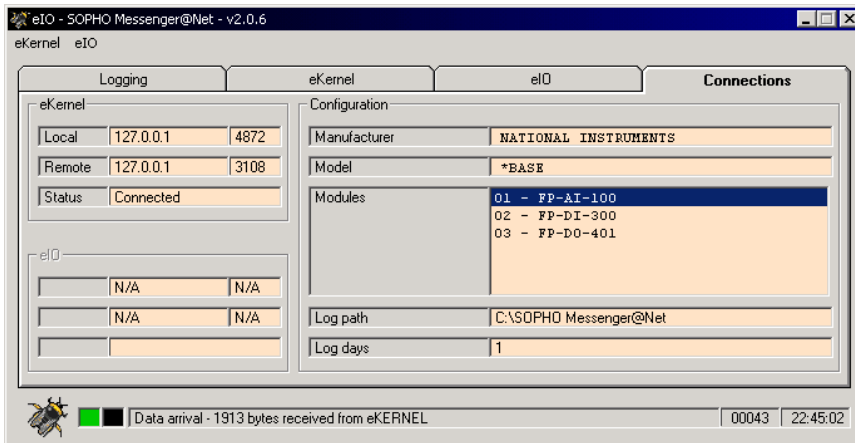 eIO - SOPHO Messenger@Net - v2.0.6
eKernel eIO
Logging eKernel eIO Connections
eKernel
Local 127.0.0.1 4872
Remote 127.0.0.1 3108
Status Connected
eIO
N/A N/A
N/A N/A
Configuration
Manufacturer NATIONAL INSTRUMENTS
Model *BASE
Modules 01 - FP-AI-100
02 - FP-DI-300
03 - FP-DO-401
Log path C:\SOPHO Messenger@Net
Log days 1
Data arrival - 1913 bytes received from eKERNEL 00043 22:45:02